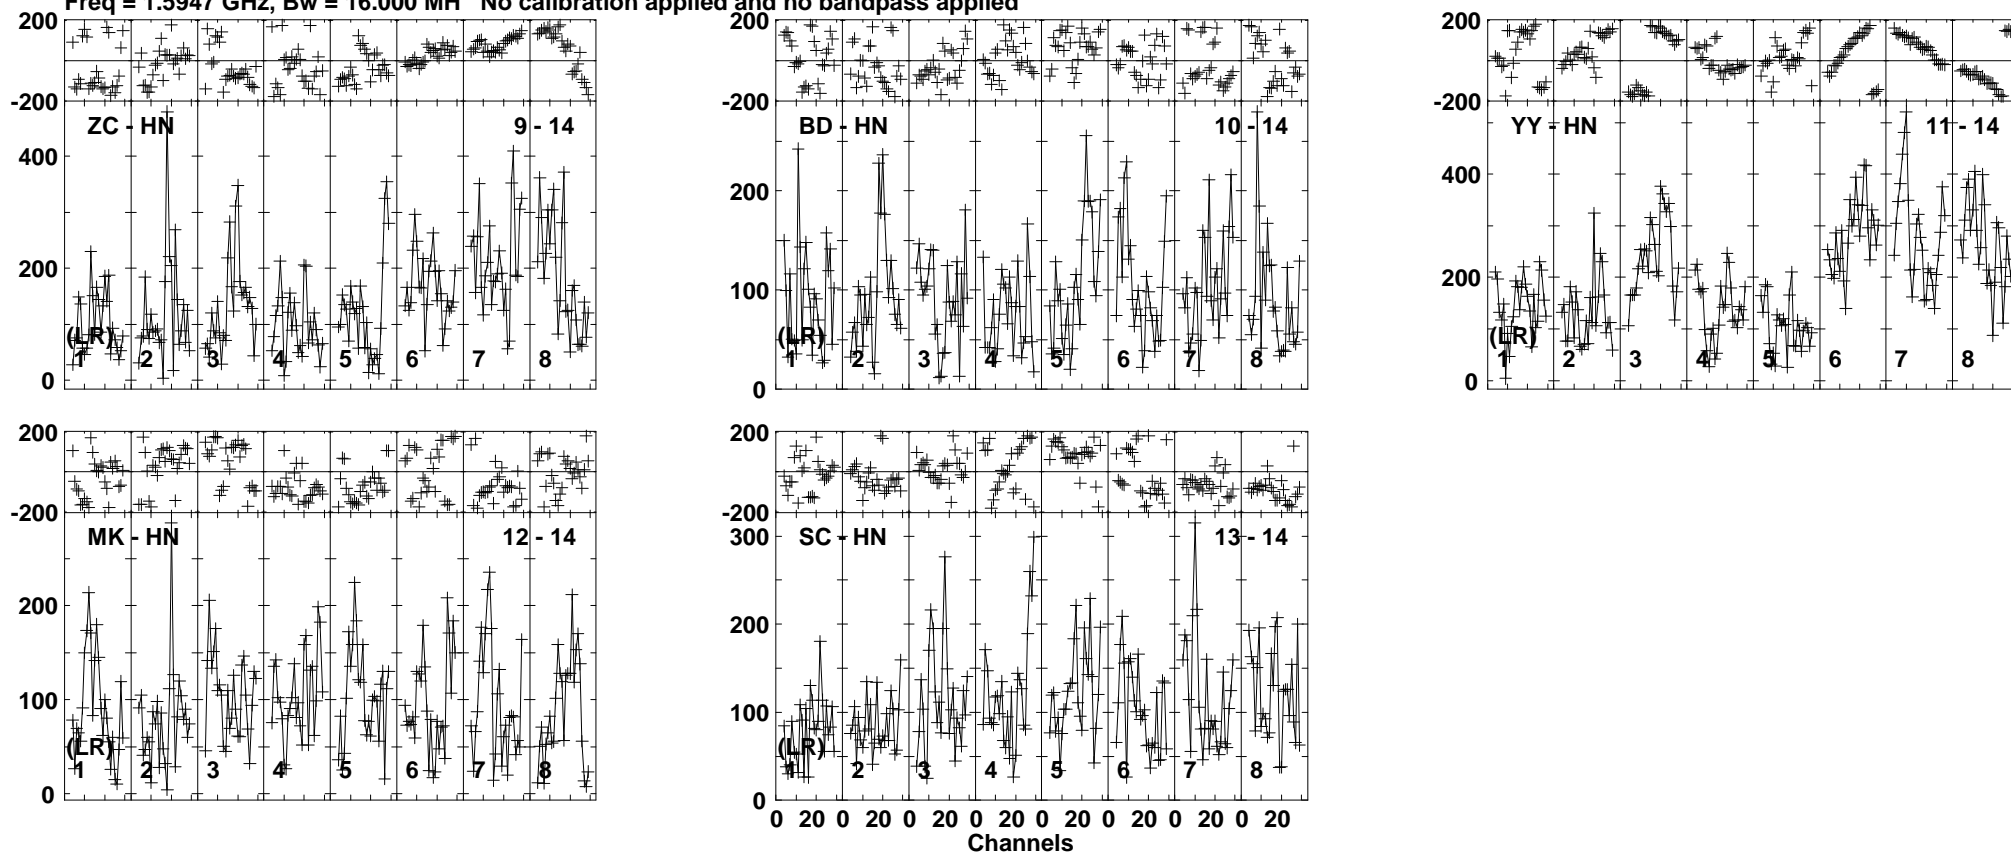 Freq = 1.5947 GHz, Bw = 16.000 MH No calibration applied and no bandpass applied
200
-200
ZC - HN 9 - 14
400
200
0
(LR)
1 2 3 4 5 6 7 8
200
-200
BD - HN 10 - 14
200
100
0
(LR)
1 2 3 4 5 6 7 8
200
-200
YY - HN 11 - 14
400
200
0
(LR)
1 2 3 4 5 6 7 8
200
-200
MK - HN 12 - 14
200
100
0
(LR)
1 2 3 4 5 6 7 8
200
-200
SC - HN 13 - 14
300
200
100
0
(LR)
1 2 3 4 5 6 7 8
0 20 0 20 0 20 0 20 0 20 0 20 0 20 0 20
Channels